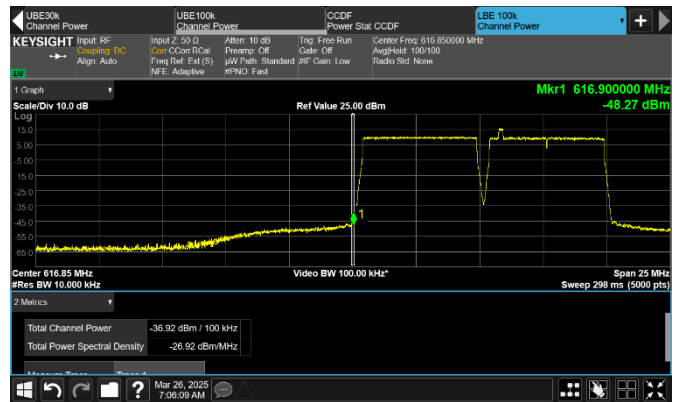 UBE30k
Channel Power
UBE100k
Channel Power
CCDF
Power Stat CCDF
LBE 100k
Channel Power
KEYSIGHT
Input: RF
Coupling: DC
Align: Auto
Input Z: 50 Ω
Corr CCorr RCal
Freq Ref: Ext (S)
NFE: Adaptive
Atten: 10 dB
Preamp: Off
µW Path: Standard
#PNO: Fast
Trig: Free Run
Gate: Off
#IF Gain: Low
Center Freq: 616.850000 MHz
Avg|Hold: 100/100
Radio Std: None
LXI
1 Graph
Mkr1 616.900000 MHz
Scale/Div 10.0 dB
Ref Value 25.00 dBm
-48.27 dBm
Log
15.0
5.00
-5.00
-15.0
-25.0
-35.0
-45.0
-55.0
-65.0
1
Center 616.85 MHz
Video BW 100.00 kHz*
Span 25 MHz
#Res BW 10.000 kHz
Sweep 298 ms (5000 pts)
2 Metrics
Total Channel Power
-36.92 dBm / 100 kHz
Total Power Spectral Density
-26.92 dBm/MHz
?
Mar 26, 2025
7:06:09 AM